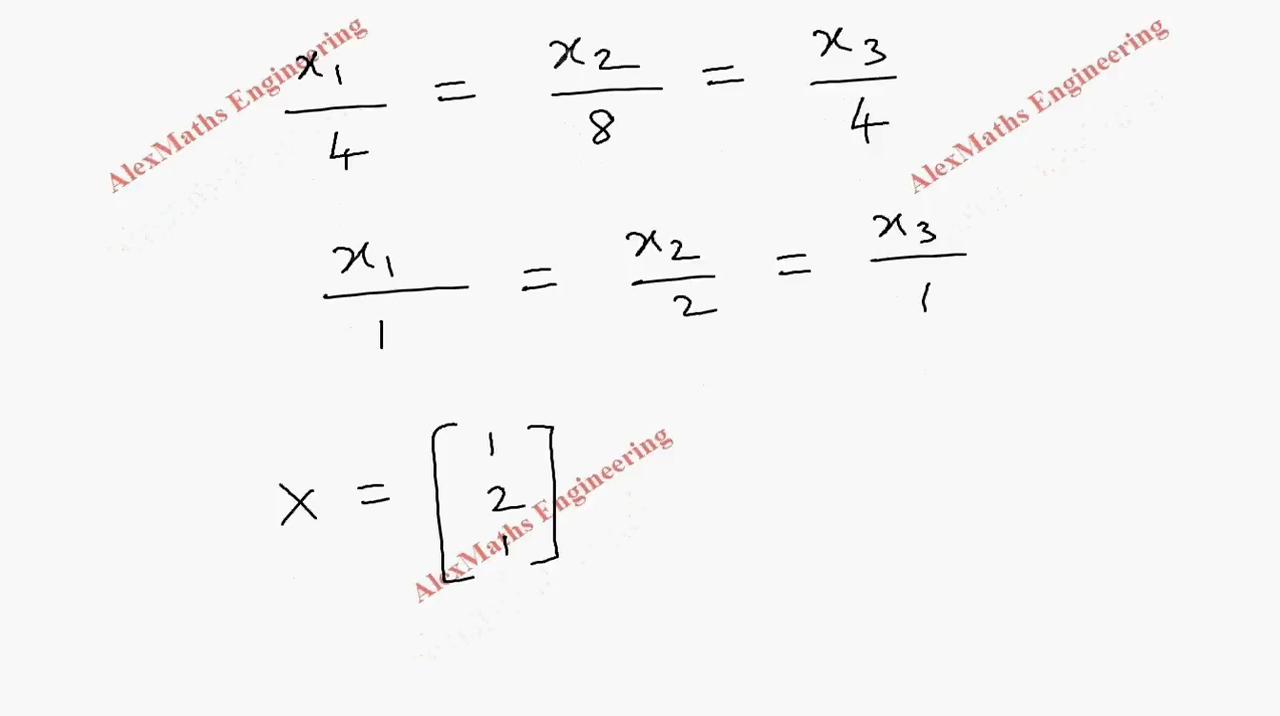 x₁/4 = x₂/8 = x₃/4
x₁/1 = x₂/2 = x₃/1
X = [1
2
1]
AlexMaths Engineering
AlexMaths Engineering
AlexMaths Engineering